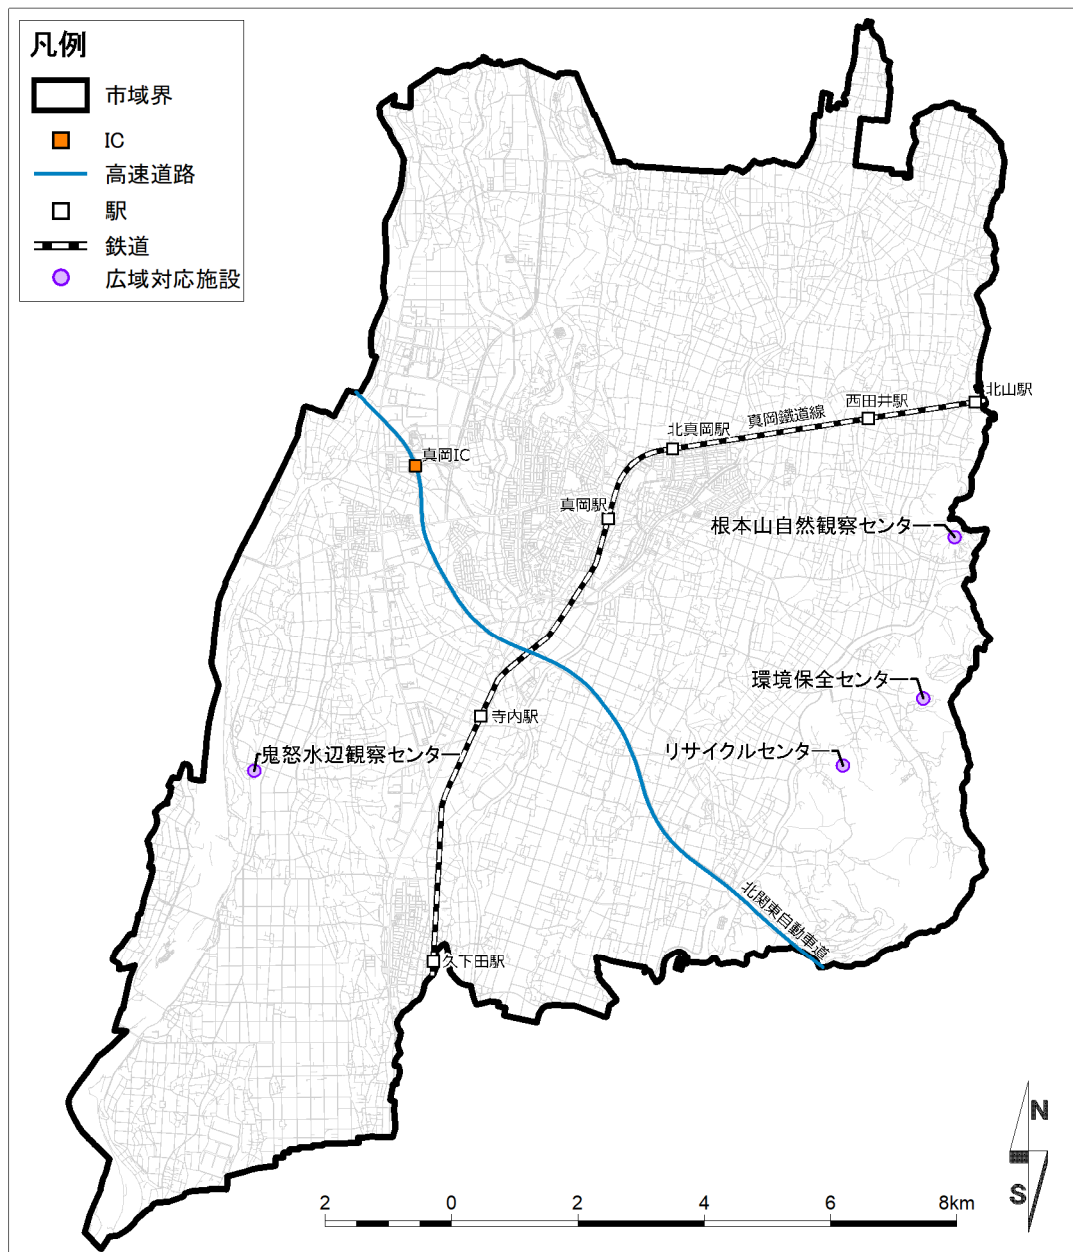 凡例
市域界
IC
高速道路
駅
鉄道
広域対応施設
北山駅
西田井駅
真岡鐵道線
北真岡駅
真岡IC
真岡駅
根本山自然観察センター
環境保全センター
寺内駅
リサイクルセンター
鬼怒水辺観察センター
北関東自動車道
久下田駅
N
S
2 0 2 4 6 8km